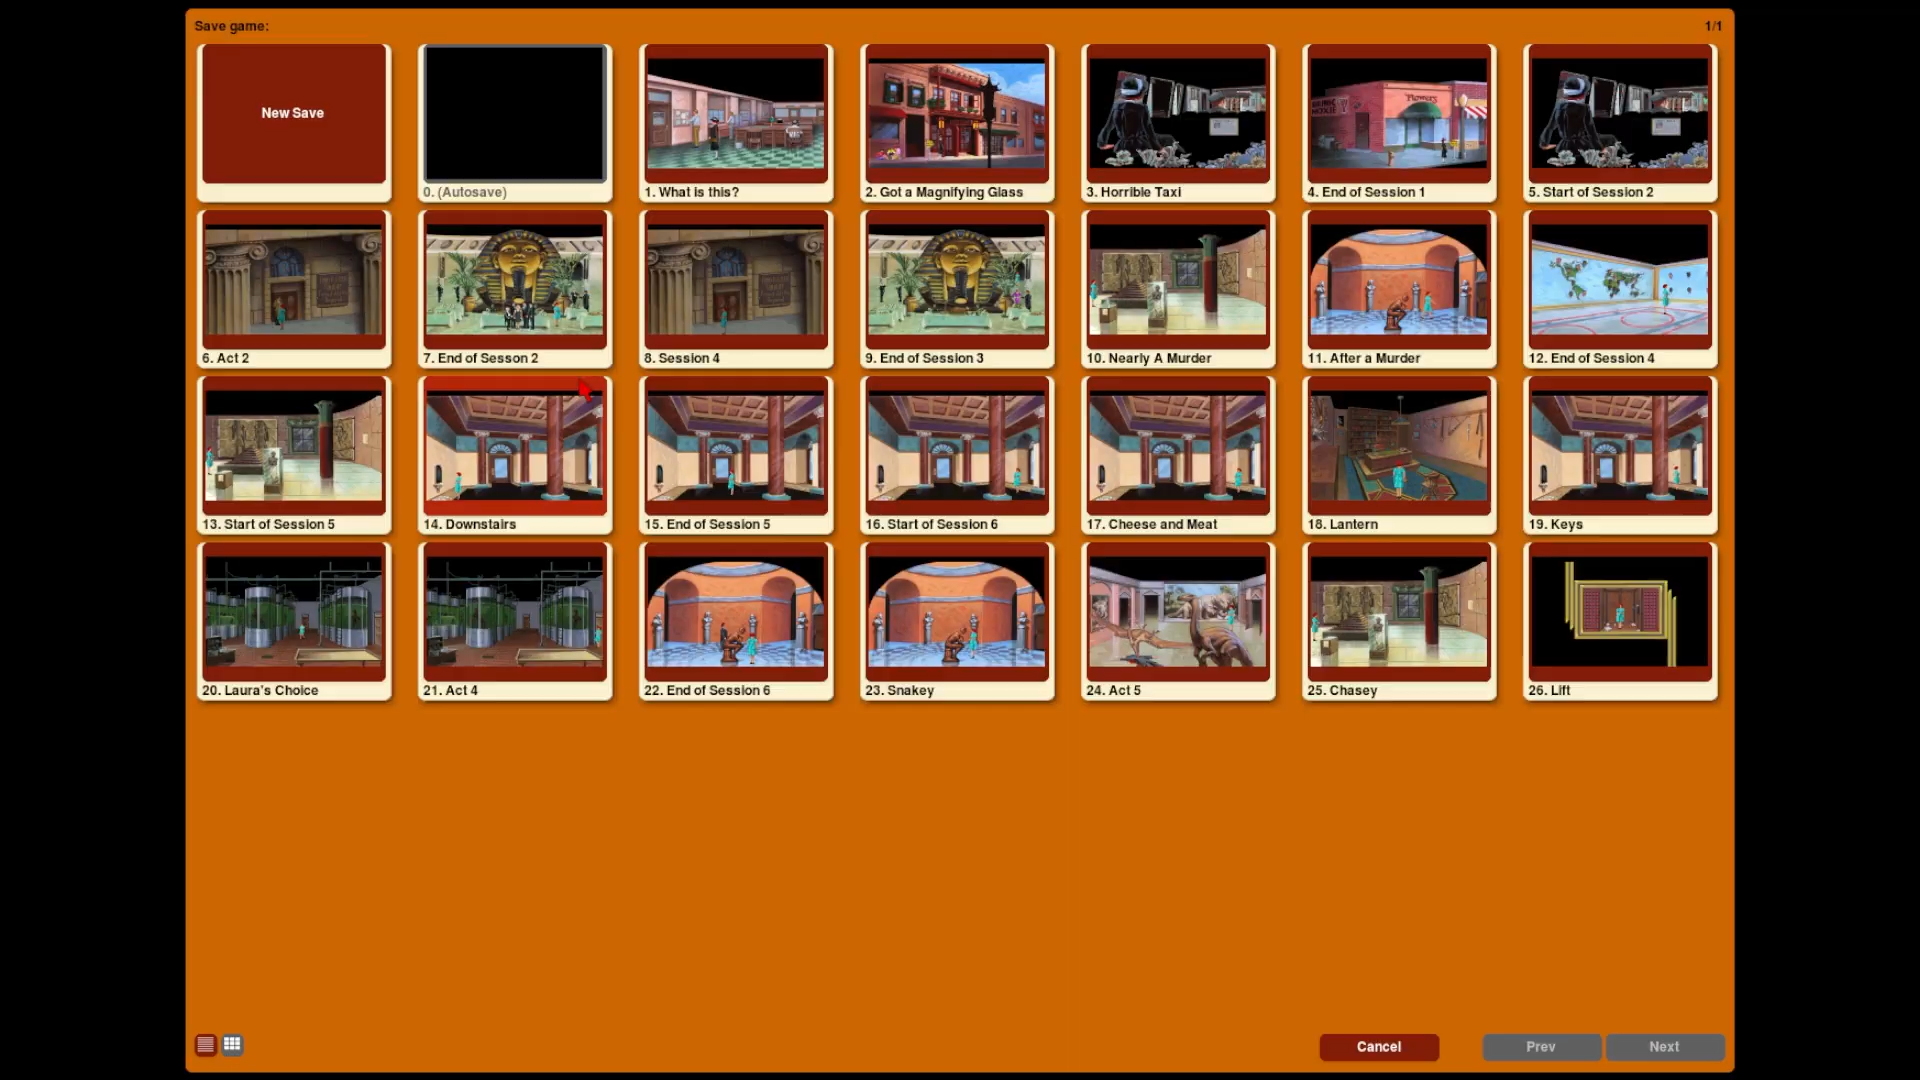 Save game:
1/1
New Save
0. (Autosave)
1. What is this?
2. Got a Magnifying Glass
3. Horrible Taxi
4. End of Session 1
5. Start of Session 2
6. Act 2
7. End of Sesson 2
8. Session 4
9. End of Session 3
10. Nearly A Murder
11. After a Murder
12. End of Session 4
13. Start of Session 5
14. Downstairs
15. End of Session 5
16. Start of Session 6
17. Cheese and Meat
18. Lantern
19. Keys
20. Laura's Choice
21. Act 4
22. End of Session 6
23. Snakey
24. Act 5
25. Chasey
26. Lift
Cancel
Prev
Next